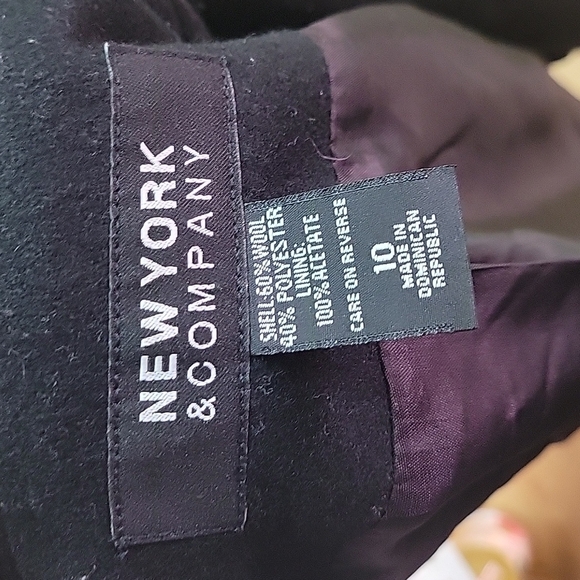 NEW YORK
& COMPANY
SHELL:60% WOOL
40% POLYESTER
LINING:
100% ACETATE
CARE ON REVERSE
10
MADE IN
DOMINICAN
REPUBLIC